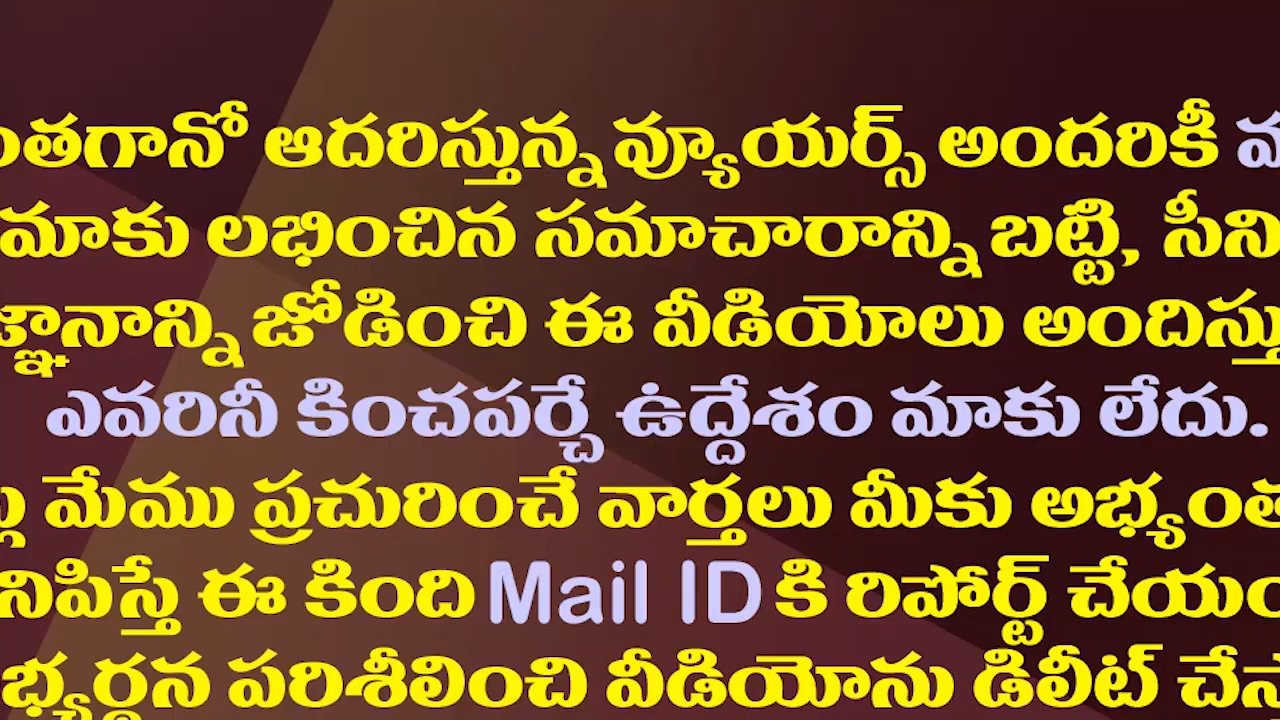 ఆదరిస్తున్న వ్యూయర్స్ అందరికీ
మాకు లభించిన సమాచారాన్ని బట్టి,
జోడించి ఈ వీడియోలు
ఎవరినీ కించపర్చే ఉద్దేశం మాకు లేదు.
మేము ప్రచురించే వార్తలు మీకు
ఈ కింది Mail ID కి రిపోర్ట్
పరిశీలించి వీడియోను డిలీట్